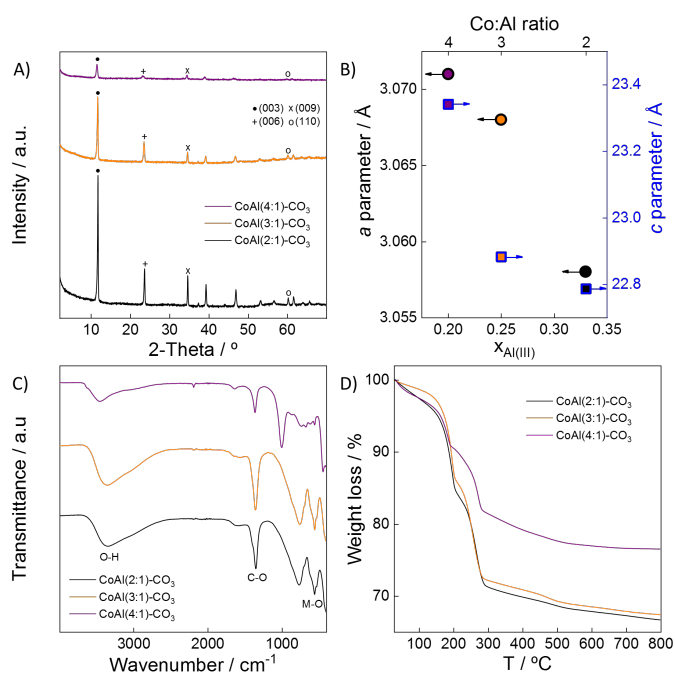 A)
Intensity / a.u.
2-Theta / º
10
20
30
40
50
60
70
• (003) x (009)
+ (006) o (110)
CoAl(4:1)-CO₃
CoAl(3:1)-CO₃
CoAl(2:1)-CO₃
•
+
x
o
•
+
x
o
•
+
x
o
B)
Co:Al ratio
4
3
2
a parameter / Å
3.070
3.065
3.060
3.055
c parameter / Å
23.4
23.2
23.0
22.8
0.20
0.25
0.30
0.35
x Al(III)
C)
Transmittance / a.u
O-H
C-O
M-O
CoAl(2:1)-CO₃
CoAl(3:1)-CO₃
CoAl(4:1)-CO₃
3000
2000
1000
Wavenumber / cm⁻¹
D)
Weight loss / %
100
90
80
70
CoAl(2:1)-CO₃
CoAl(3:1)-CO₃
CoAl(4:1)-CO₃
100
200
300
400
500
600
700
800
T / ºC